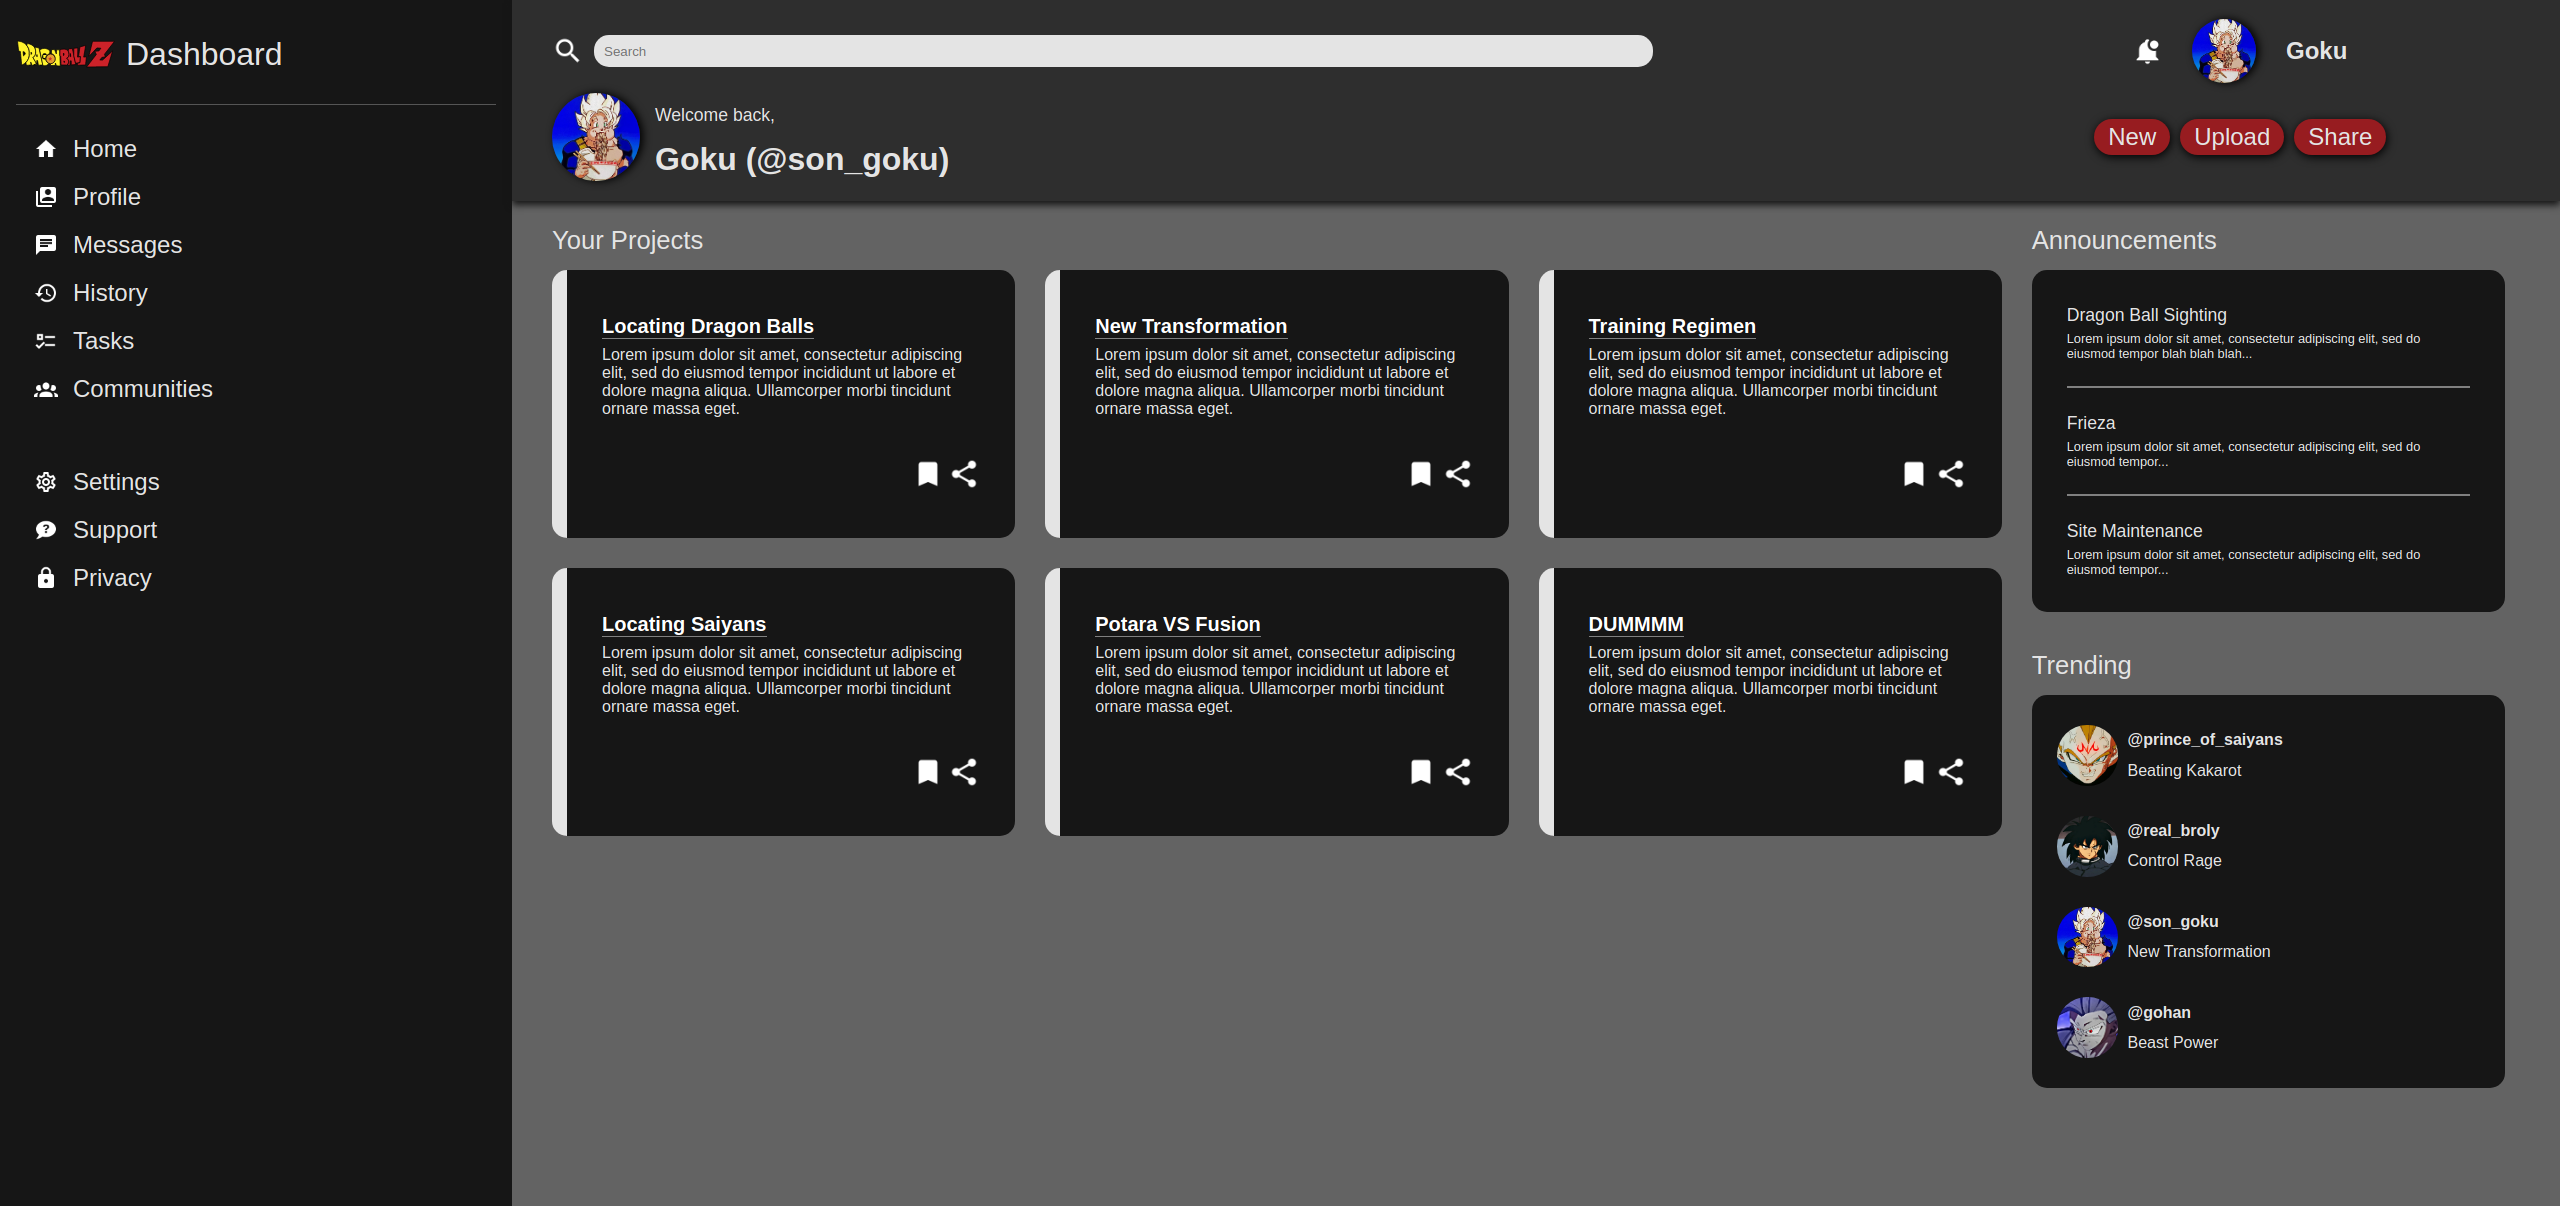 DRAGON BALL Z Dashboard
Home
Profile
Messages
History
Tasks
Communities
Settings
Support
Privacy
Search
Goku
Welcome back,
Goku (@son_goku)
New Upload Share
Your Projects
Locating Dragon Balls
Lorem ipsum dolor sit amet, consectetur adipiscing
elit, sed do eiusmod tempor incididunt ut labore et
dolore magna aliqua. Ullamcorper morbi tincidunt
ornare massa eget.
New Transformation
Lorem ipsum dolor sit amet, consectetur adipiscing
elit, sed do eiusmod tempor incididunt ut labore et
dolore magna aliqua. Ullamcorper morbi tincidunt
ornare massa eget.
Training Regimen
Lorem ipsum dolor sit amet, consectetur adipiscing
elit, sed do eiusmod tempor incididunt ut labore et
dolore magna aliqua. Ullamcorper morbi tincidunt
ornare massa eget.
Locating Saiyans
Lorem ipsum dolor sit amet, consectetur adipiscing
elit, sed do eiusmod tempor incididunt ut labore et
dolore magna aliqua. Ullamcorper morbi tincidunt
ornare massa eget.
Potara VS Fusion
Lorem ipsum dolor sit amet, consectetur adipiscing
elit, sed do eiusmod tempor incididunt ut labore et
dolore magna aliqua. Ullamcorper morbi tincidunt
ornare massa eget.
DUMMMM
Lorem ipsum dolor sit amet, consectetur adipiscing
elit, sed do eiusmod tempor incididunt ut labore et
dolore magna aliqua. Ullamcorper morbi tincidunt
ornare massa eget.
Announcements
Dragon Ball Sighting
Lorem ipsum dolor sit amet, consectetur adipiscing elit, sed do
eiusmod tempor blah blah blah...
Frieza
Lorem ipsum dolor sit amet, consectetur adipiscing elit, sed do
eiusmod tempor...
Site Maintenance
Lorem ipsum dolor sit amet, consectetur adipiscing elit, sed do
eiusmod tempor...
Trending
@prince_of_saiyans
Beating Kakarot
@real_broly
Control Rage
@son_goku
New Transformation
@gohan
Beast Power